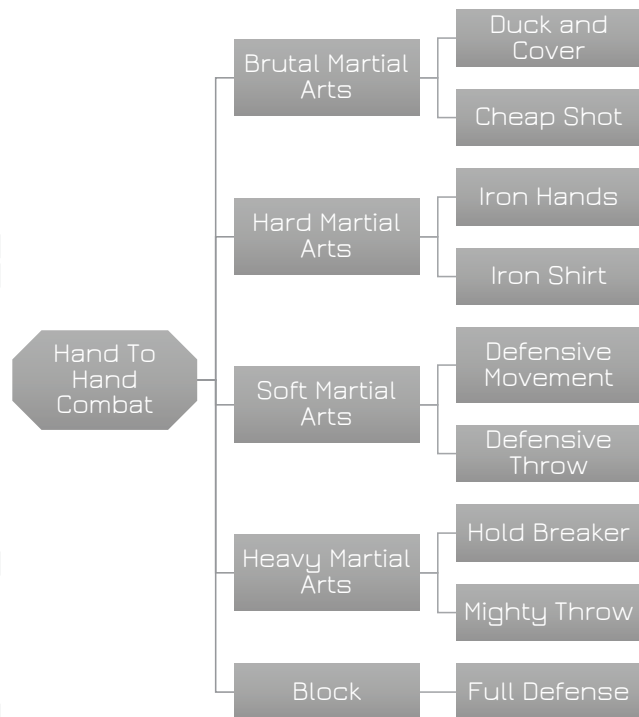 Hand To
Hand
Combat
Brutal Martial
Arts
Duck and
Cover
Cheap Shot
Hard Martial
Arts
Iron Hands
Iron Shirt
Soft Martial
Arts
Defensive
Movement
Defensive
Throw
Heavy Martial
Arts
Hold Breaker
Mighty Throw
Block
Full Defense